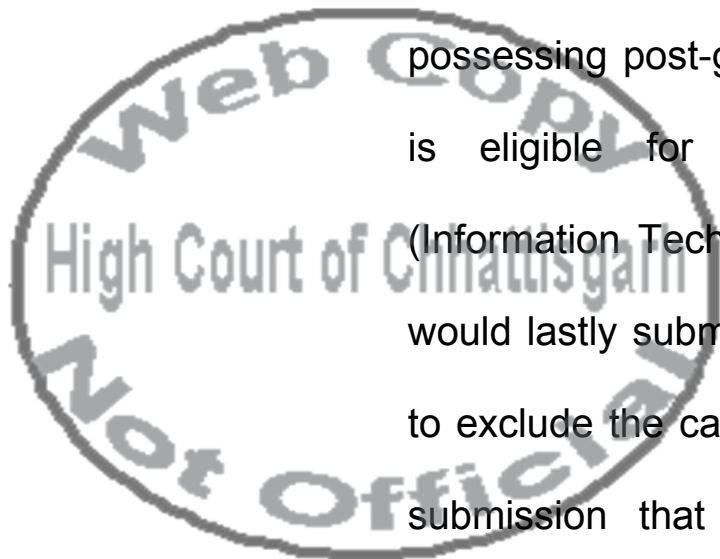 possessing post-g
is eligible for
(Information Tech
would lastly subm
to exclude the ca
submission that
Web Copy
High Court of Chhattisgarh
Not Official